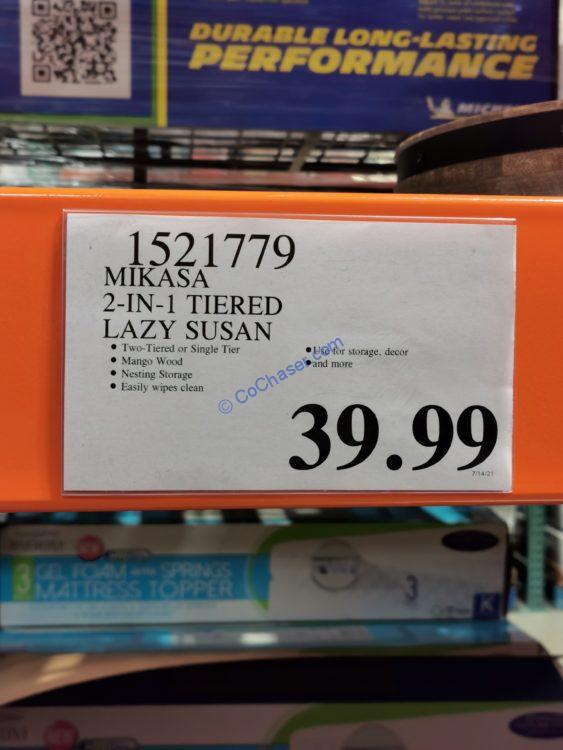 DURABLE LONG-LASTING
PERFORMANCE
1521779
MIKASA
2-IN-1 TIERED
LAZY SUSAN
• Two-Tiered or Single Tier
• Mango Wood
• Nesting Storage
• Easily wipes clean
• Use for storage, decor
• and more
© CoChaser.com
39.99
7/14/21
3 GEL FOAM WITH SPRINGS
MATTRESS TOPPER
3
K